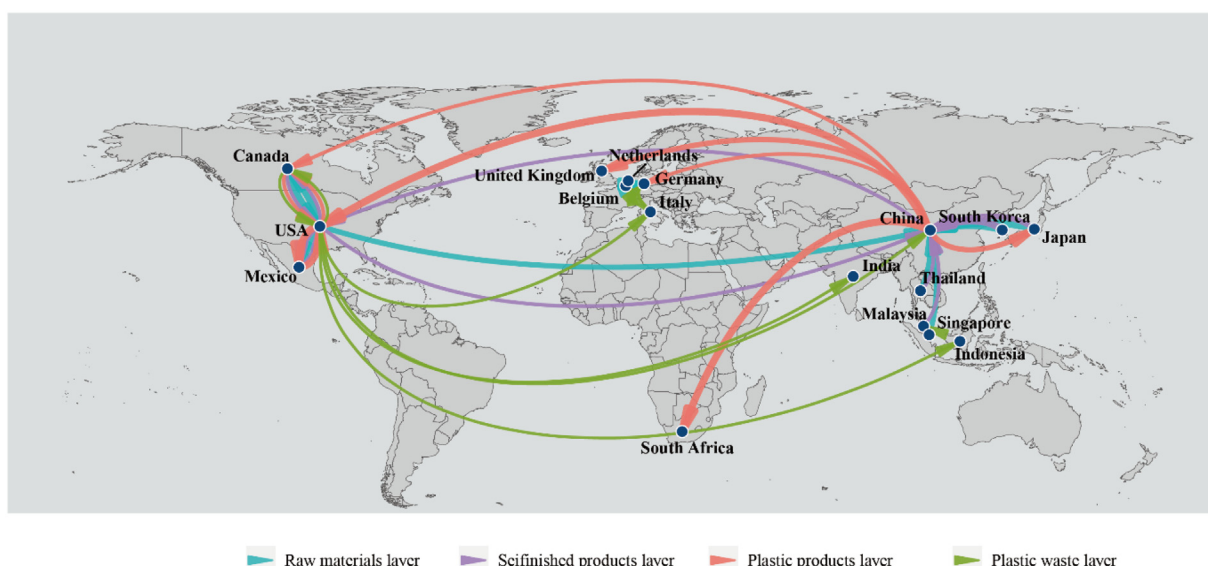 Canada
Netherlands
United Kingdom
Germany
Belgium
Italy
USA
China
South Korea
Japan
Mexico
India
Thailand
Malaysia
Singapore
Indonesia
South Africa
Raw materials layer
Seifinished products layer
Plastic products layer
Plastic waste layer